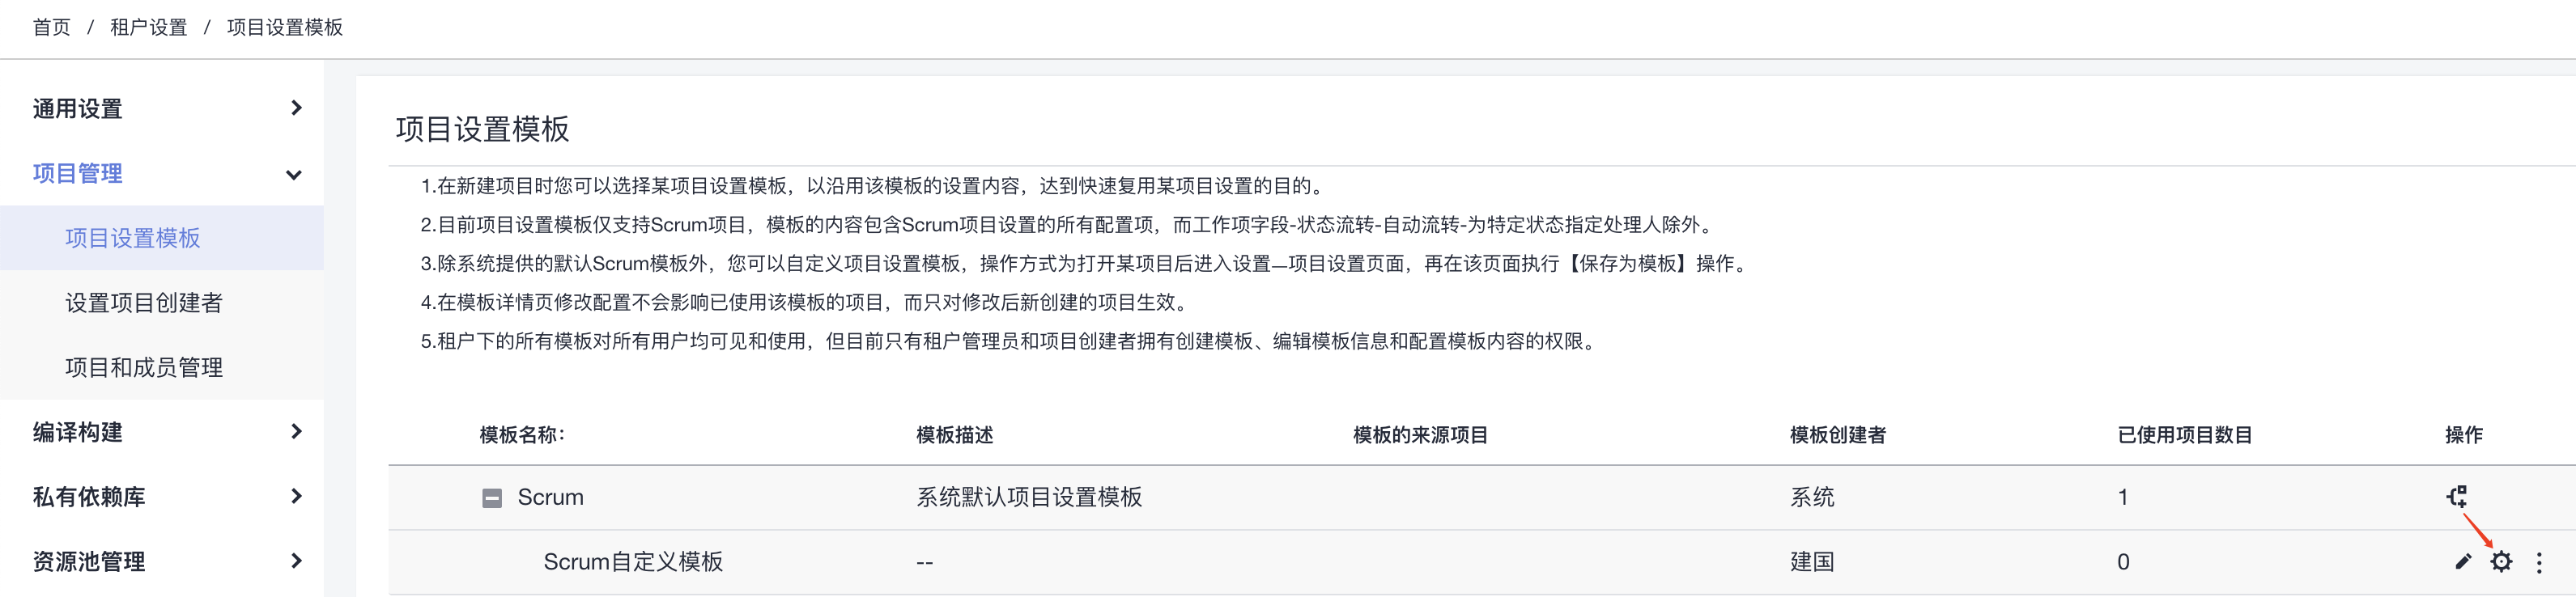 首页 / 租户设置 / 项目设置模板
通用设置
项目管理
项目设置模板
设置项目创建者
项目和成员管理
编译构建
私有依赖库
资源池管理
项目设置模板
1.在新建项目时您可以选择某项目设置模板，以沿用该模板的设置内容，达到快速复用某项目设置的目的。
2.目前项目设置模板仅支持Scrum项目，模板的内容包含Scrum项目设置的所有配置项，而工作项字段-状态流转-自动流转-为特定状态指定处理人除外。
3.除系统提供的默认Scrum模板外，您可以自定义项目设置模板，操作方式为打开某项目后进入设置—项目设置页面，再在该页面执行【保存为模板】操作。
4.在模板详情页修改配置不会影响已使用该模板的项目，而只对修改后新创建的项目生效。
5.租户下的所有模板对所有用户均可见和使用，但目前只有租户管理员和项目创建者拥有创建模板、编辑模板信息和配置模板内容的权限。
模板名称: 模板描述 模板的来源项目 模板创建者 已使用项目数目 操作
Scrum 系统默认项目设置模板 系统 1
Scrum自定义模板 -- 建国 0